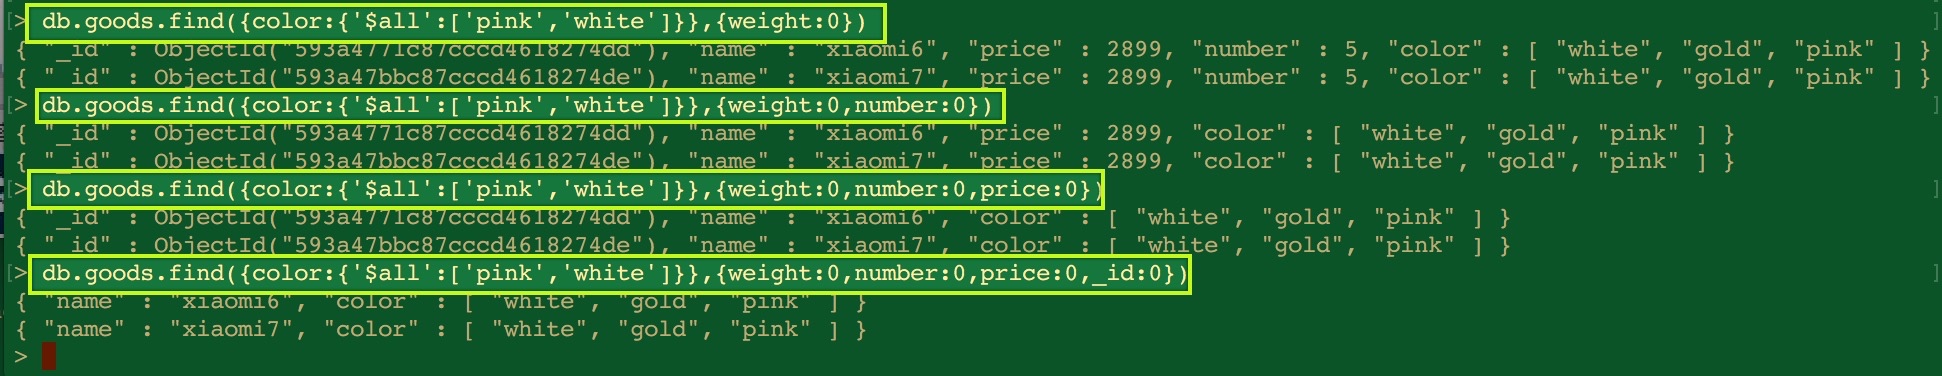 [> db.goods.find({color:{'$all':['pink','white']}},{weight:0}) ]
{ "_id" : ObjectId("593a4771c87cccd4618274dd"), "name" : "xiaomi6", "price" : 2899, "number" : 5, "color" : [ "white", "gold", "pink" ] }
{ "_id" : ObjectId("593a47bbc87cccd4618274de"), "name" : "xiaomi7", "price" : 2899, "number" : 5, "color" : [ "white", "gold", "pink" ] }
[> db.goods.find({color:{'$all':['pink','white']}},{weight:0,number:0}) ]
{ "_id" : ObjectId("593a4771c87cccd4618274dd"), "name" : "xiaomi6", "price" : 2899, "color" : [ "white", "gold", "pink" ] }
{ "_id" : ObjectId("593a47bbc87cccd4618274de"), "name" : "xiaomi7", "price" : 2899, "color" : [ "white", "gold", "pink" ] }
[> db.goods.find({color:{'$all':['pink','white']}},{weight:0,number:0,price:0}) ]
{ "_id" : ObjectId("593a4771c87cccd4618274dd"), "name" : "xiaomi6", "color" : [ "white", "gold", "pink" ] }
{ "_id" : ObjectId("593a47bbc87cccd4618274de"), "name" : "xiaomi7", "color" : [ "white", "gold", "pink" ] }
[> db.goods.find({color:{'$all':['pink','white']}},{weight:0,number:0,price:0,_id:0}) ]
{ "name" : "xiaomi6", "color" : [ "white", "gold", "pink" ] }
{ "name" : "xiaomi7", "color" : [ "white", "gold", "pink" ] }
>